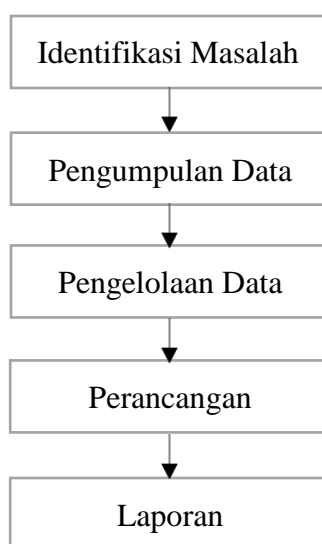 Identifikasi Masalah
Pengumpulan Data
Pengelolaan Data
Perancangan
Laporan